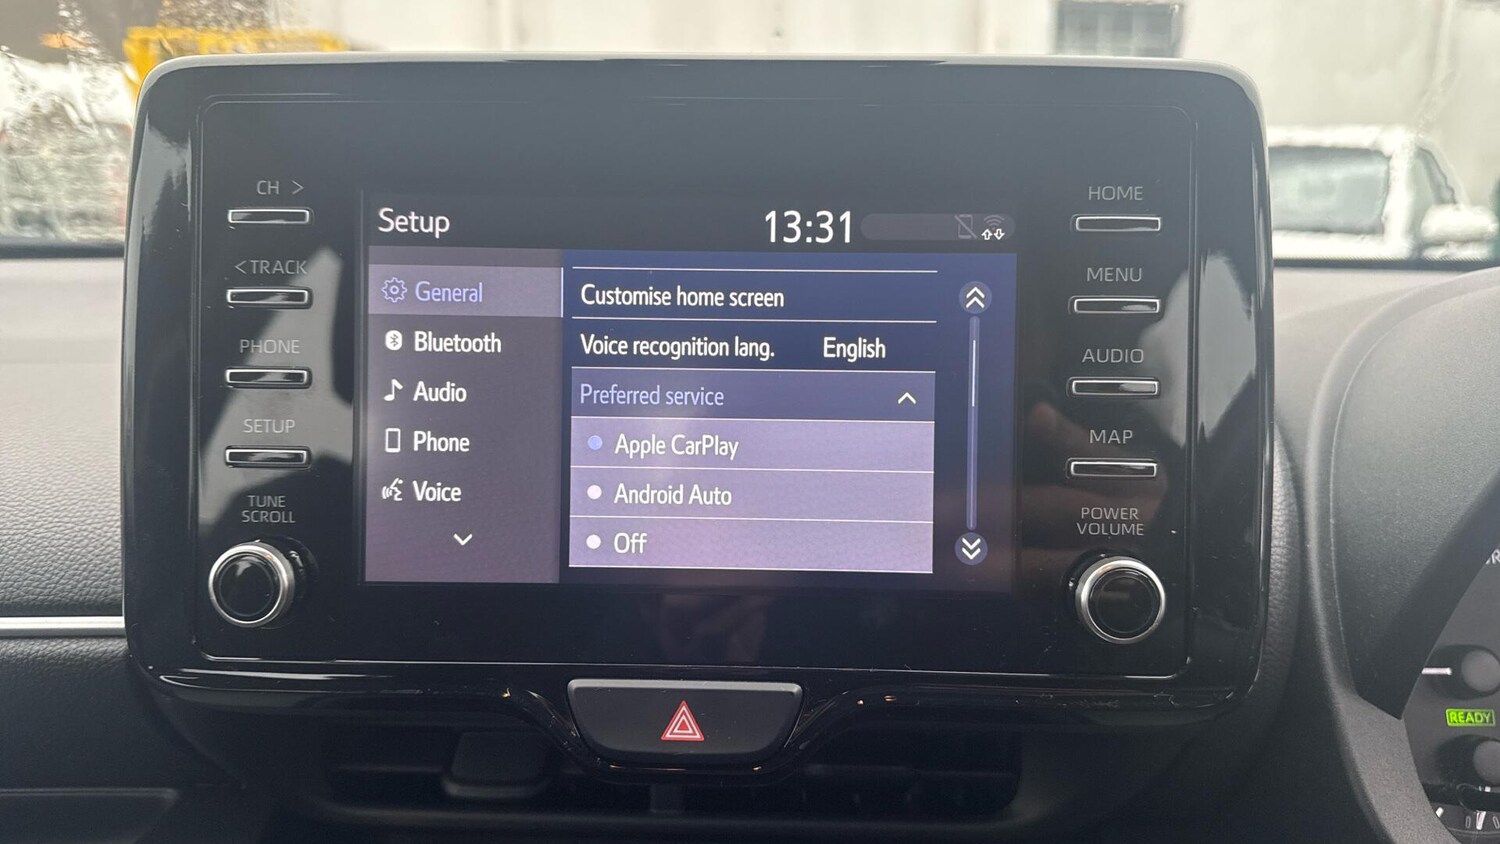 CH >
< TRACK
PHONE
SETUP
TUNE
SCROLL
Setup
13:31
General
Bluetooth
Audio
Phone
Voice
Customise home screen
Voice recognition lang. English
Preferred service
Apple CarPlay
Android Auto
Off
HOME
MENU
AUDIO
MAP
POWER
VOLUME
READY